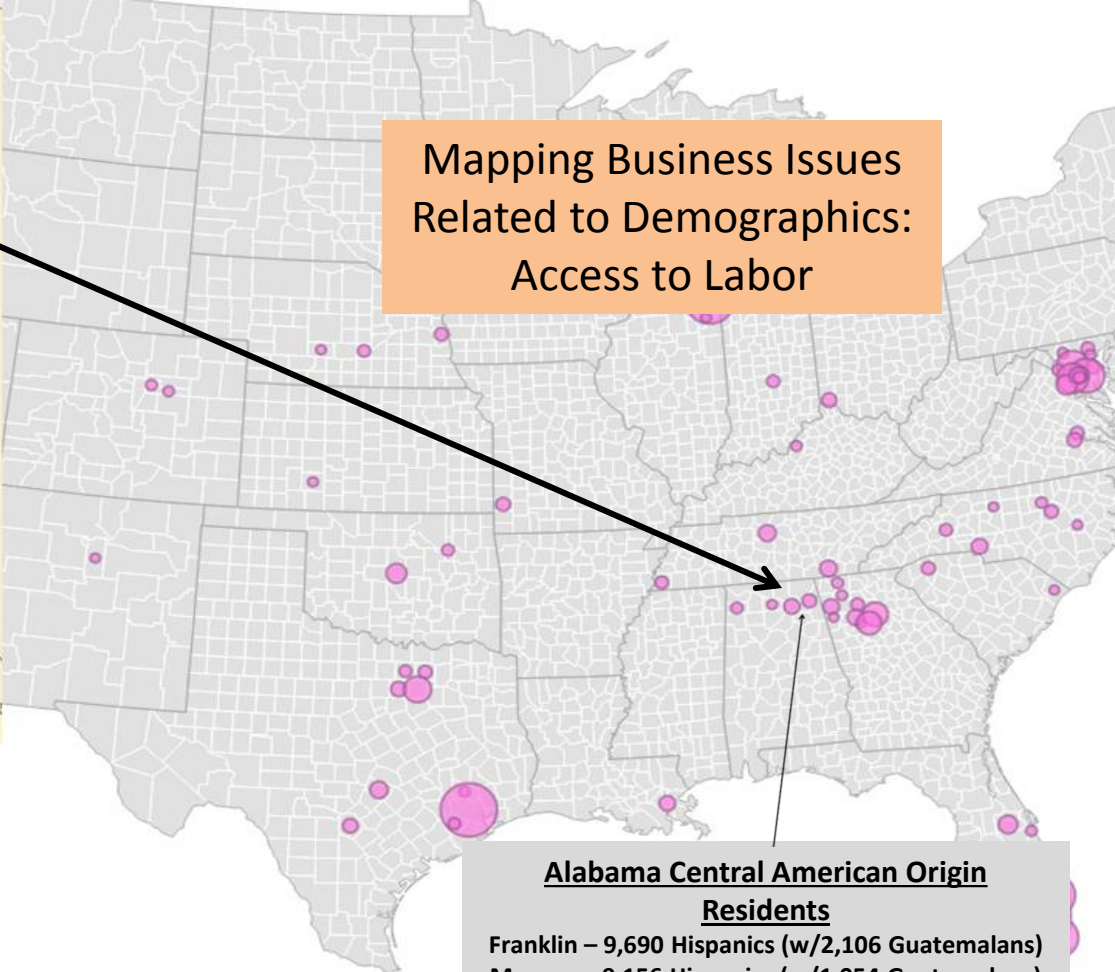 Mapping Business Issues
Related to Demographics:
Access to Labor
Alabama Central American Origin
Residents
Franklin – 9,690 Hispanics (w/2,106 Guatemalans)